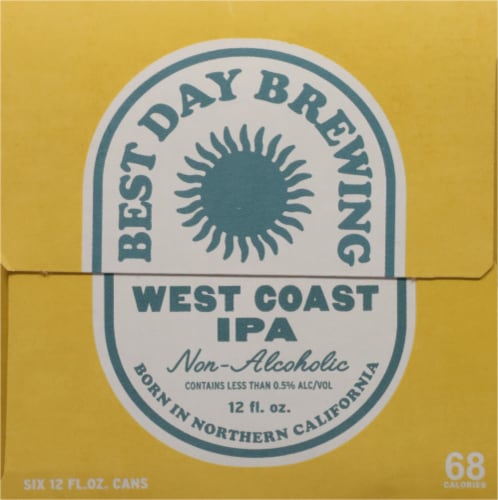 BEST DAY BREWING
WEST COAST
IPA
Non-Alcoholic
CONTAINS LESS THAN 0.5% ALC/VOL
12 fl. oz.
BORN IN NORTHERN CALIFORNIA
SIX 12 FL.OZ. CANS
68
CALORIES